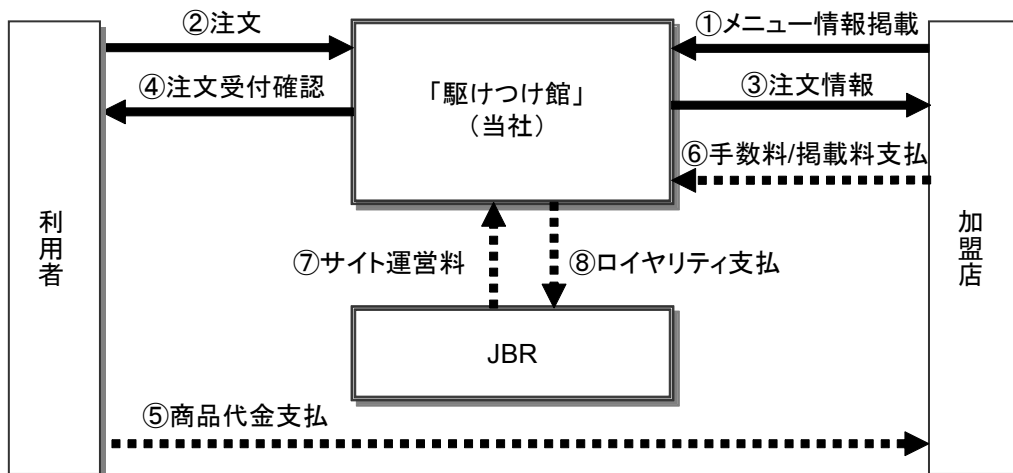 ②注文
①メニュー情報掲載
④注文受付確認
「駆けつけ館」
(当社)
③注文情報
⑥手数料/掲載料支払
利用者
加盟店
⑦サイト運営料
⑧ロイヤリティ支払
JBR
⑤商品代金支払